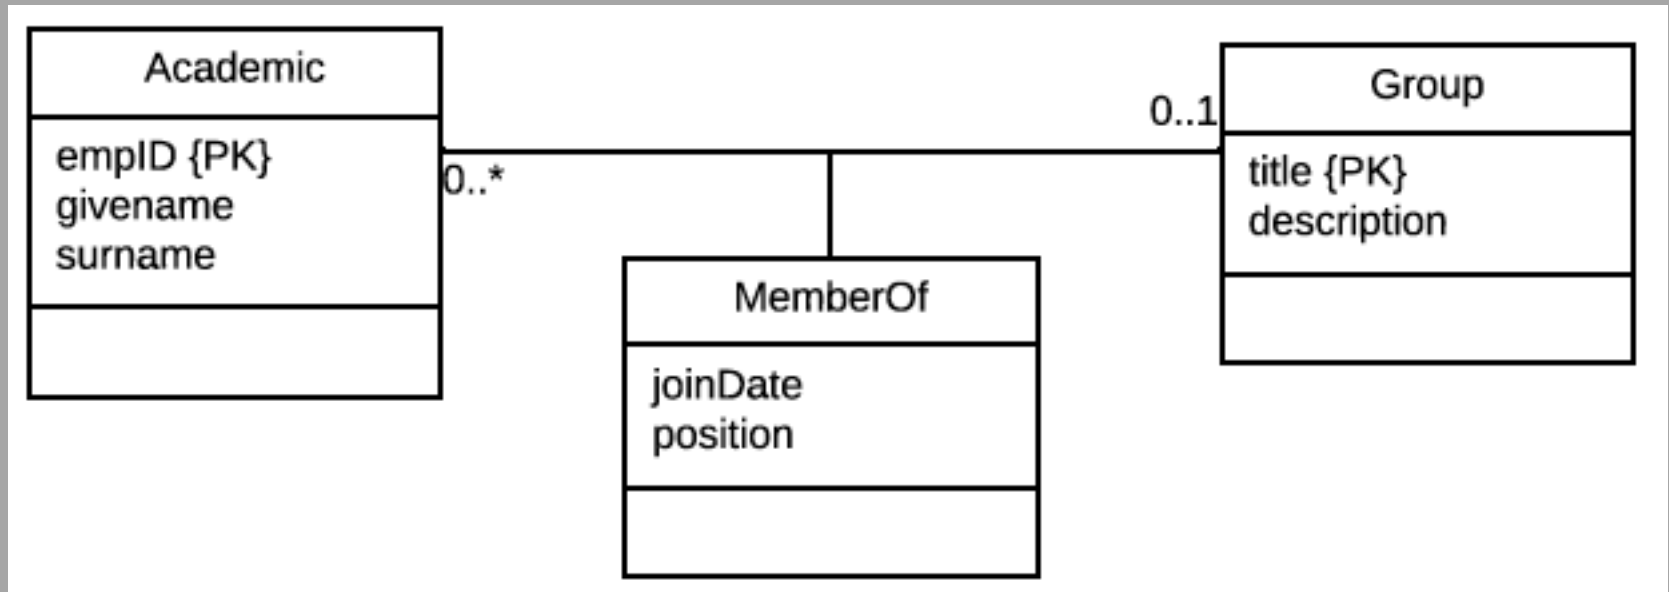 Academic
empID {PK}
givename
surname
0..*
0..1
Group
title {PK}
description
MemberOf
joinDate
position